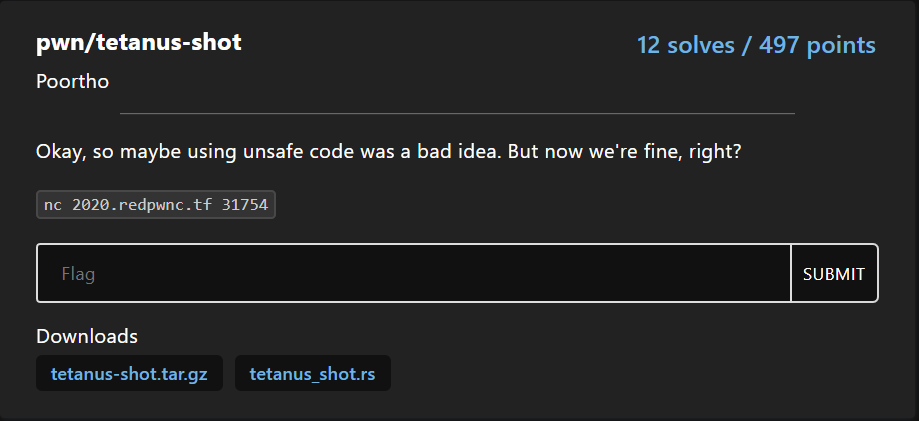 pwn/tetanus-shot
12 solves / 497 points
Poortho
Okay, so maybe using unsafe code was a bad idea. But now we're fine, right?
nc 2020.redpwnc.tf 31754
Flag
SUBMIT
Downloads
tetanus-shot.tar.gz
tetanus_shot.rs